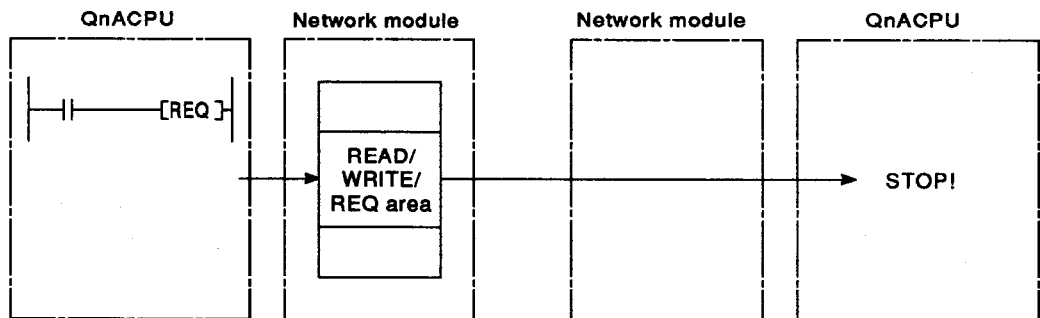 QnACPU
Network module
Network module
QnACPU
[REQ]
READ/
WRITE/
REQ area
STOP!